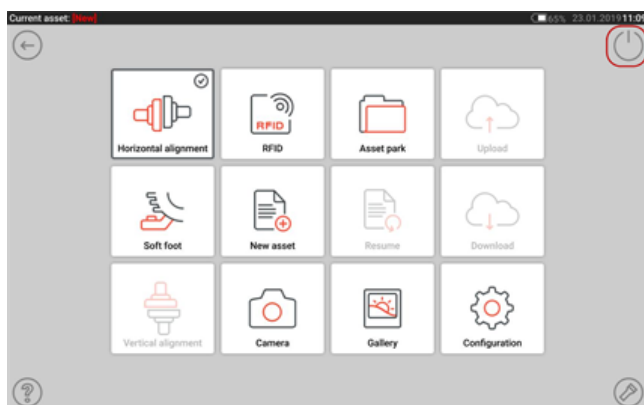 Current asset: [New]
65% 23.01.2019 11:09
Horizontal alignment
RFID
RFID
Asset park
Upload
Soft foot
New asset
Resume
Download
Vertical alignment
Camera
Gallery
Configuration
?